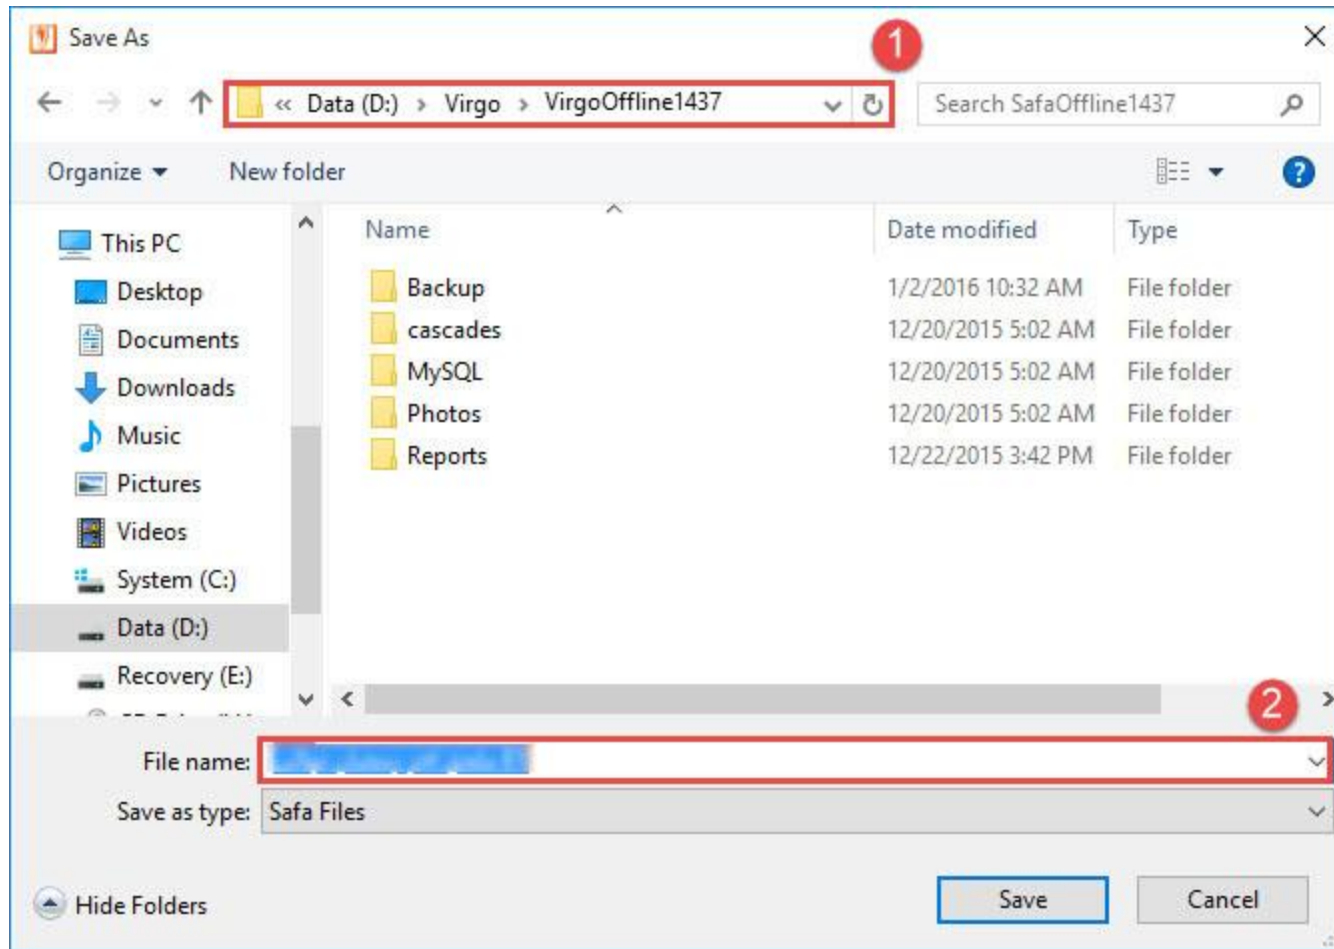 Save As
1
« Data (D:) › Virgo › VirgoOffline1437
Search SafaOffline1437
Organize
New folder
?
This PC
Desktop
Documents
Downloads
Music
Pictures
Videos
System (C:)
Data (D:)
Recovery (E:)
Name Date modified Type
Backup 1/2/2016 10:32 AM File folder
cascades 12/20/2015 5:02 AM File folder
MySQL 12/20/2015 5:02 AM File folder
Photos 12/20/2015 5:02 AM File folder
Reports 12/22/2015 3:42 PM File folder
2
File name:
Save as type: Safa Files
Hide Folders
Save
Cancel